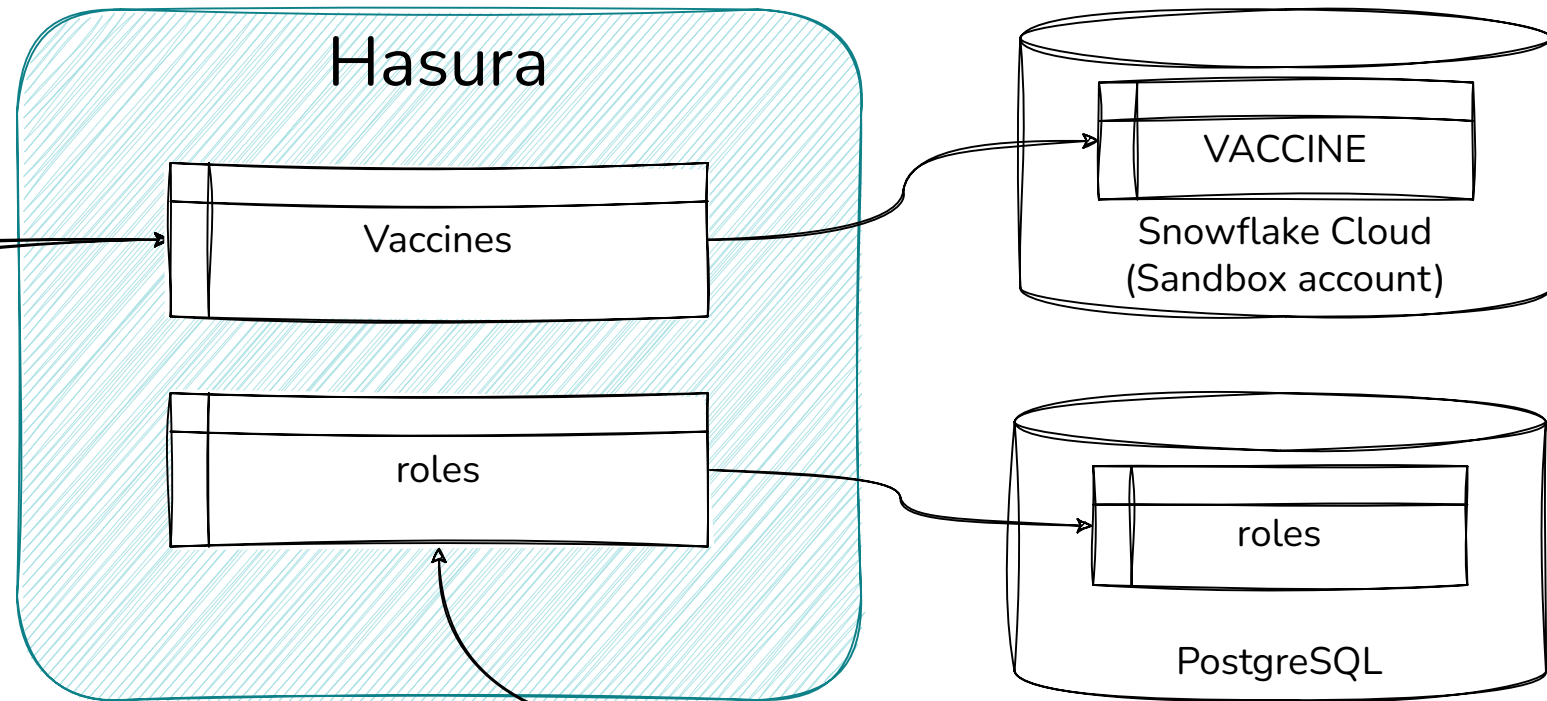 Hasura
Vaccines
roles
VACCINE
Snowflake Cloud
(Sandbox account)
roles
PostgreSQL